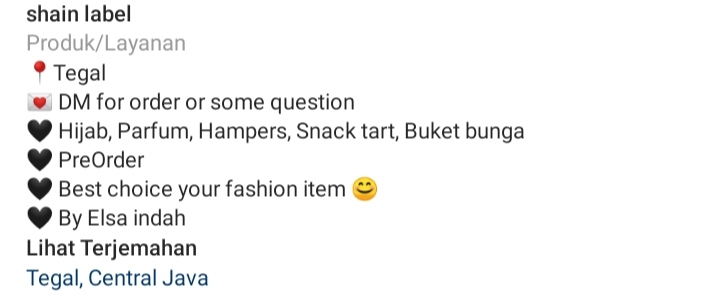 shain label
Produk/Layanan
📍Tegal
💌 DM for order or some question
🖤 Hijab, Parfum, Hampers, Snack tart, Buket bunga
🖤 PreOrder
🖤 Best choice your fashion item 😊
🖤 By Elsa indah
Lihat Terjemahan
Tegal, Central Java